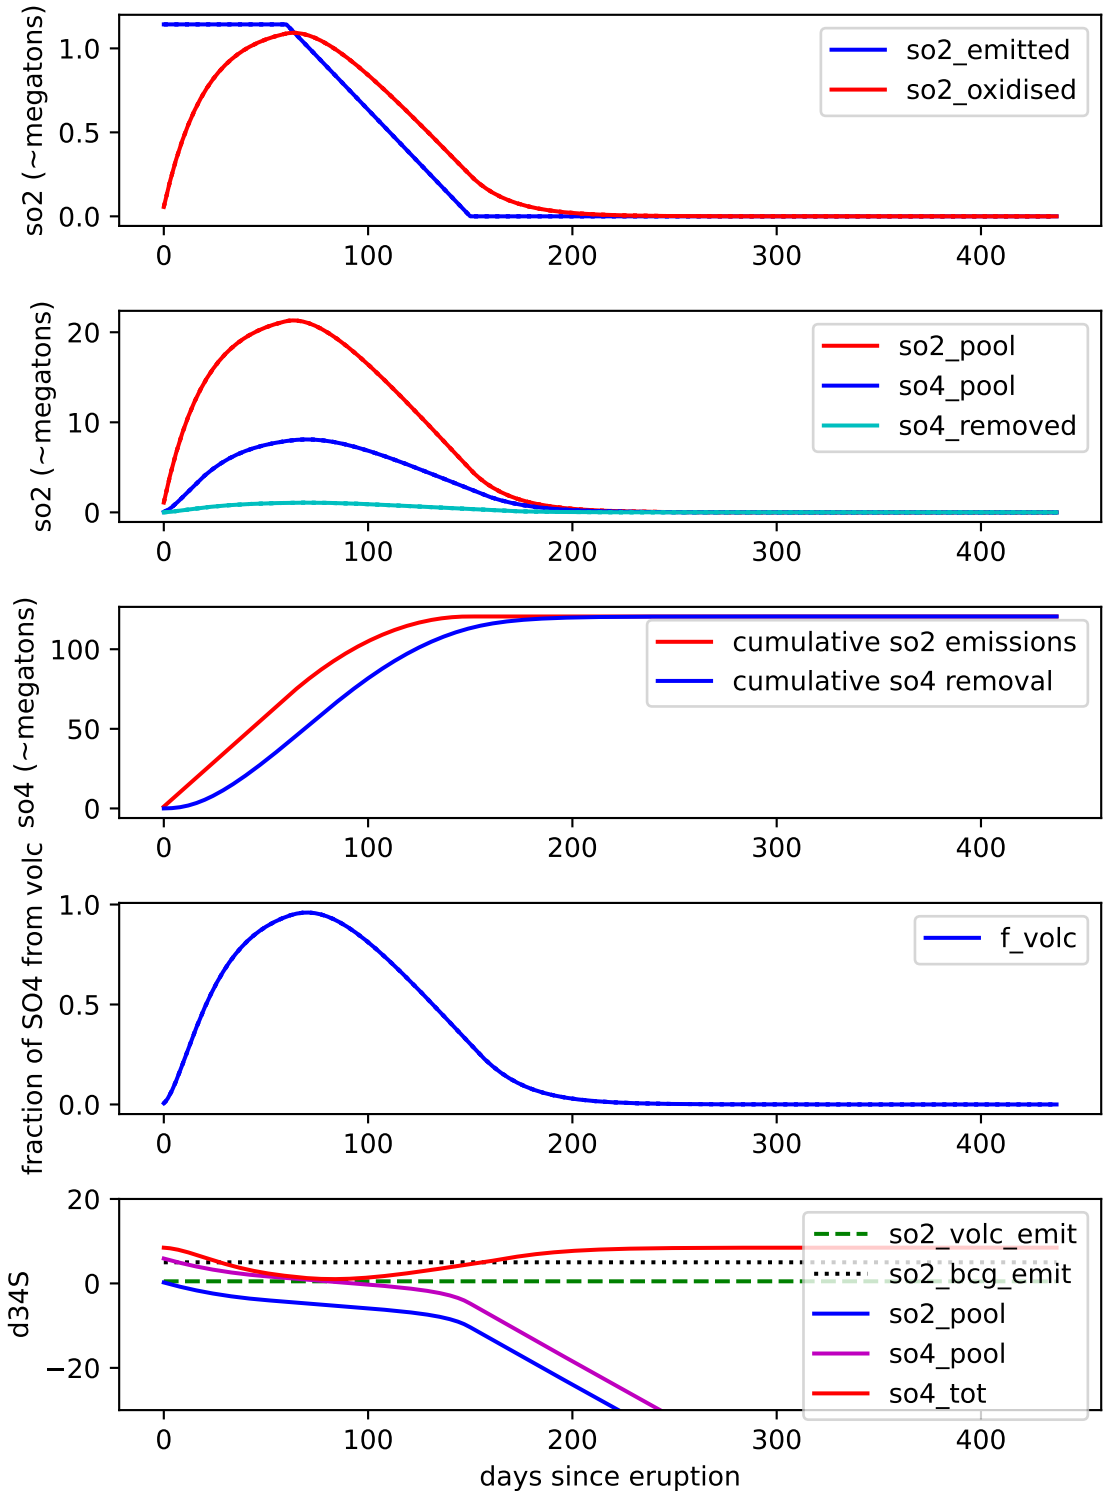 so2 (~megatons)
1.0
0.5
0.0
so2_emitted
so2_oxidised
0 100 200 300 400
so2 (~megatons)
20
10
0
so2_pool
so4_pool
so4_removed
0 100 200 300 400
so4 (~megatons)
100
50
0
cumulative so2 emissions
cumulative so4 removal
0 100 200 300 400
fraction of SO4 from volc
1.0
0.5
0.0
f_volc
0 100 200 300 400
d34S
20
0
−20
so2_volc_emit
so2_bcg_emit
so2_pool
so4_pool
so4_tot
0 100 200 300 400
days since eruption